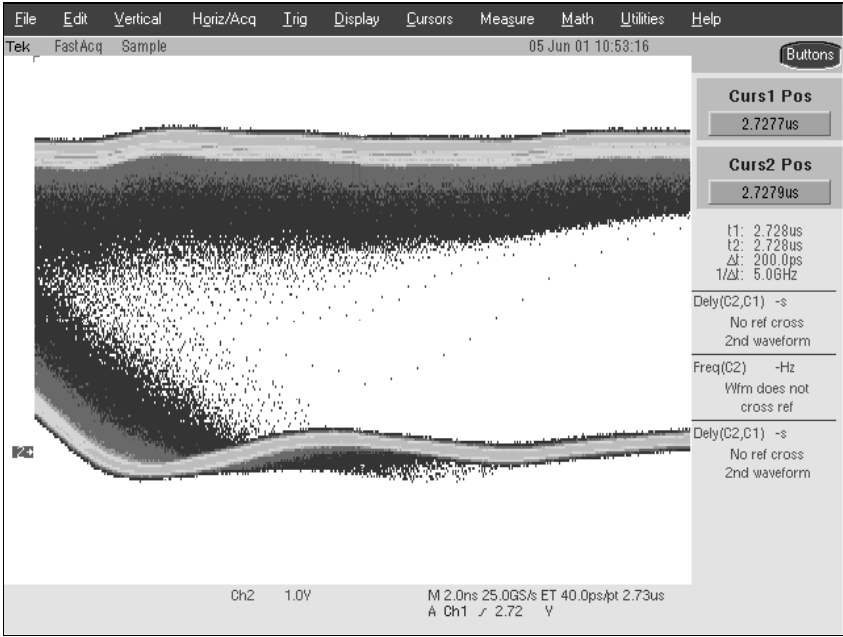 File Edit Vertical Horiz/Acq Trig Display Cursors Measure Math Utilities Help
Tek FastAcq Sample 05 Jun 01 10:53:16
Buttons
Curs1 Pos
2.7277us
Curs2 Pos
2.7279us
t1: 2.728us
t2: 2.728us
Δt: 200.0ps
1/Δt: 5.0GHz
Dely(C2,C1) -s
No ref cross
2nd waveform
Freq(C2) -Hz
Wfm does not
cross ref
Dely(C2,C1) -s
No ref cross
2nd waveform
2
Ch2 1.0V M 2.0ns 25.0GS/s ET 40.0ps/pt 2.73us
A Ch1 ⁄ 2.72 V